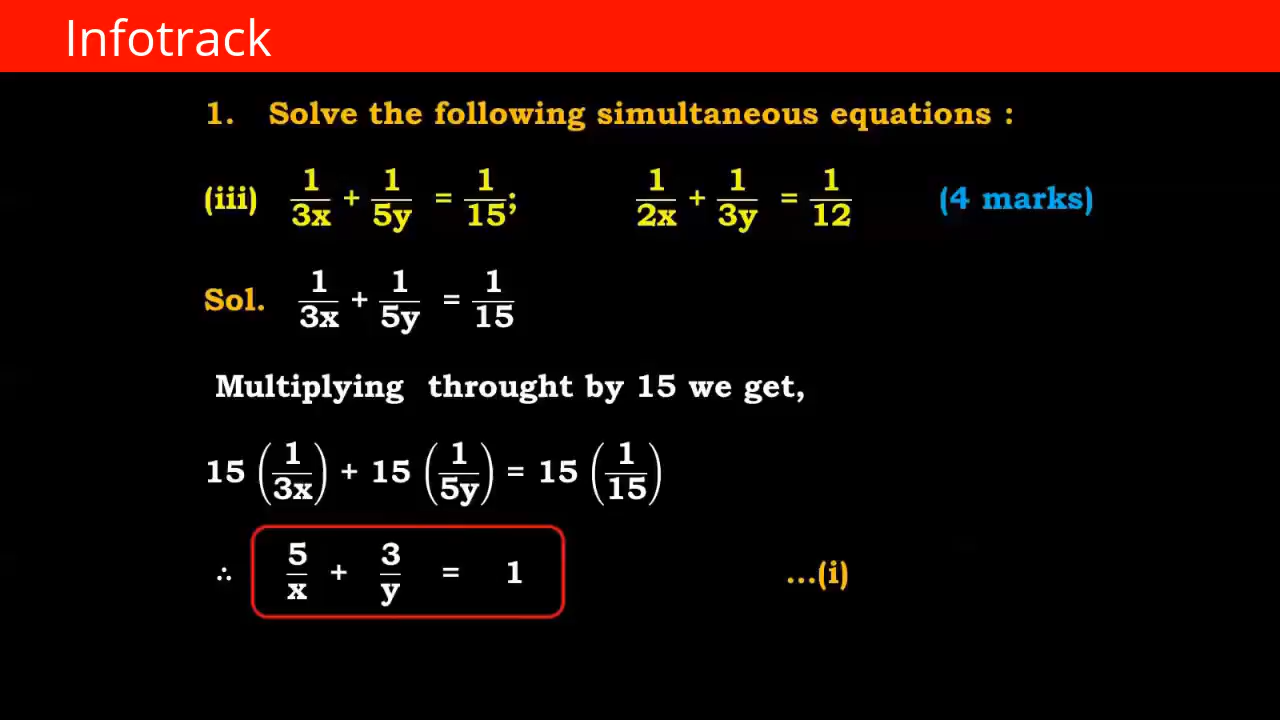 Infotrack
1. Solve the following simultaneous equations :
(iii) 1/3x + 1/5y = 1/15; 1/2x + 1/3y = 1/12 (4 marks)
Sol. 1/3x + 1/5y = 1/15
Multiplying throught by 15 we get,
15 (1/3x) + 15 (1/5y) = 15 (1/15)
∴ 5/x + 3/y = 1 ...(i)